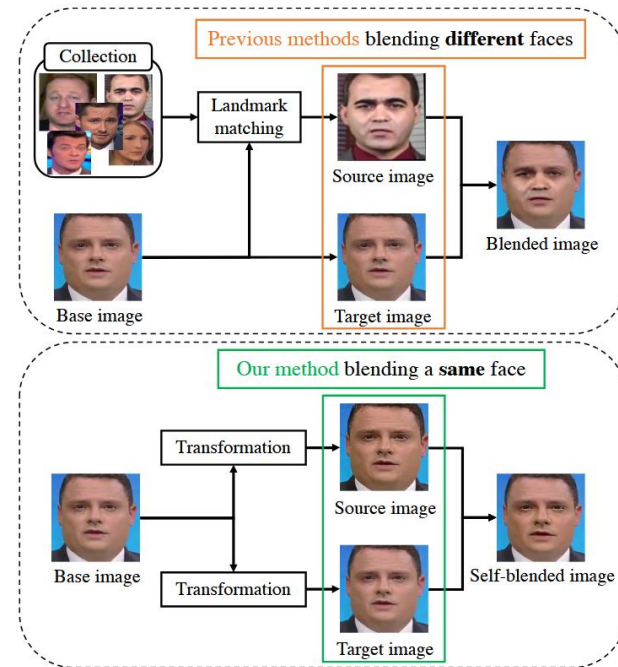 Previous methods blending different faces
Collection
Landmark
matching
Source image
Blended image
Base image
Target image
Our method blending a same face
Transformation
Source image
Base image
Self-blended image
Transformation
Target image